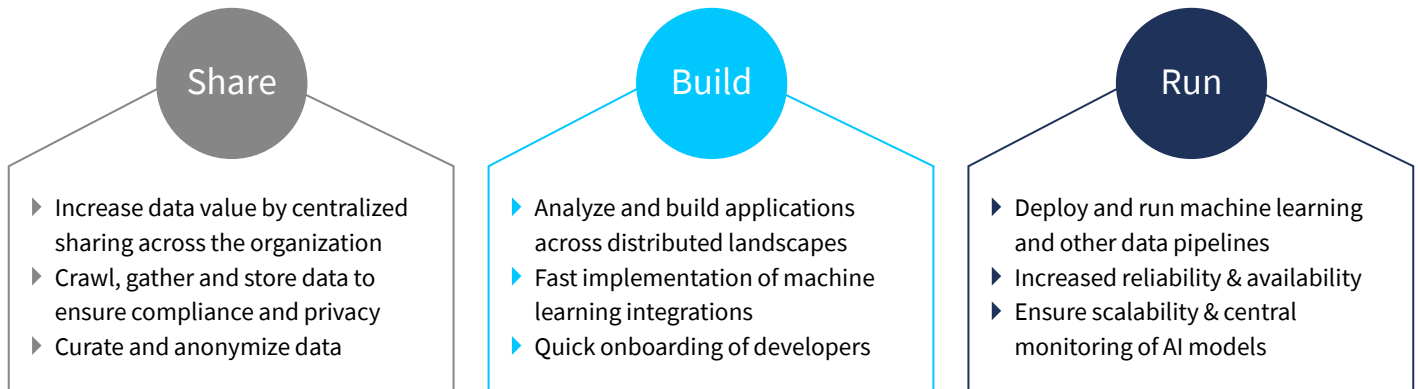 Share
Increase data value by centralized
sharing across the organization
Crawl, gather and store data to
ensure compliance and privacy
Curate and anonymize data
Build
Analyze and build applications
across distributed landscapes
Fast implementation of machine
learning integrations
Quick onboarding of developers
Run
Deploy and run machine learning
and other data pipelines
Increased reliability & availability
Ensure scalability & central
monitoring of AI models